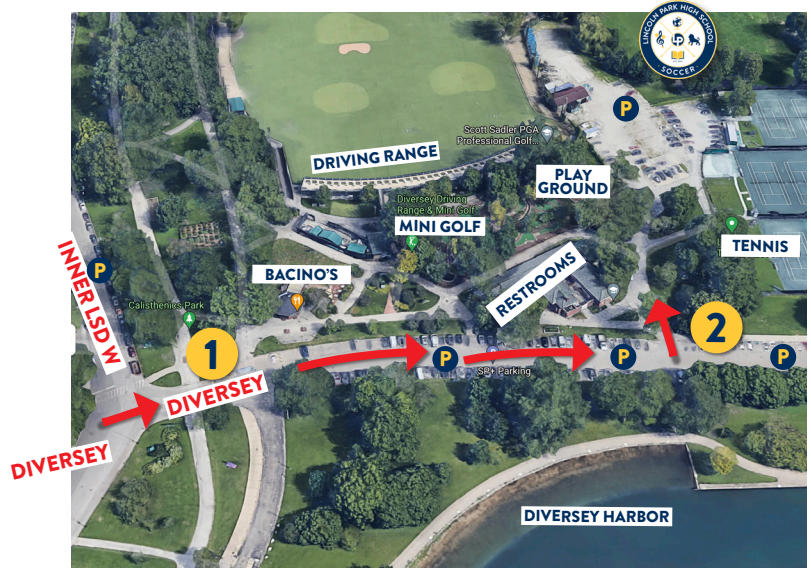 LINCOLN PARK HIGH SCHOOL
LP
SOCCER
P
Scott Sadler PGA
Professional Golf...
DRIVING RANGE
PLAY
GROUND
Diversey Driving
Range & Mini Golf
MINI GOLF
TENNIS
INNER LSD W
P
BACINO'S
RESTROOMS
Calisthenics Park
1
2
P
P
P
SP+ Parking
DIVERSEY
DIVERSEY
DIVERSEY HARBOR